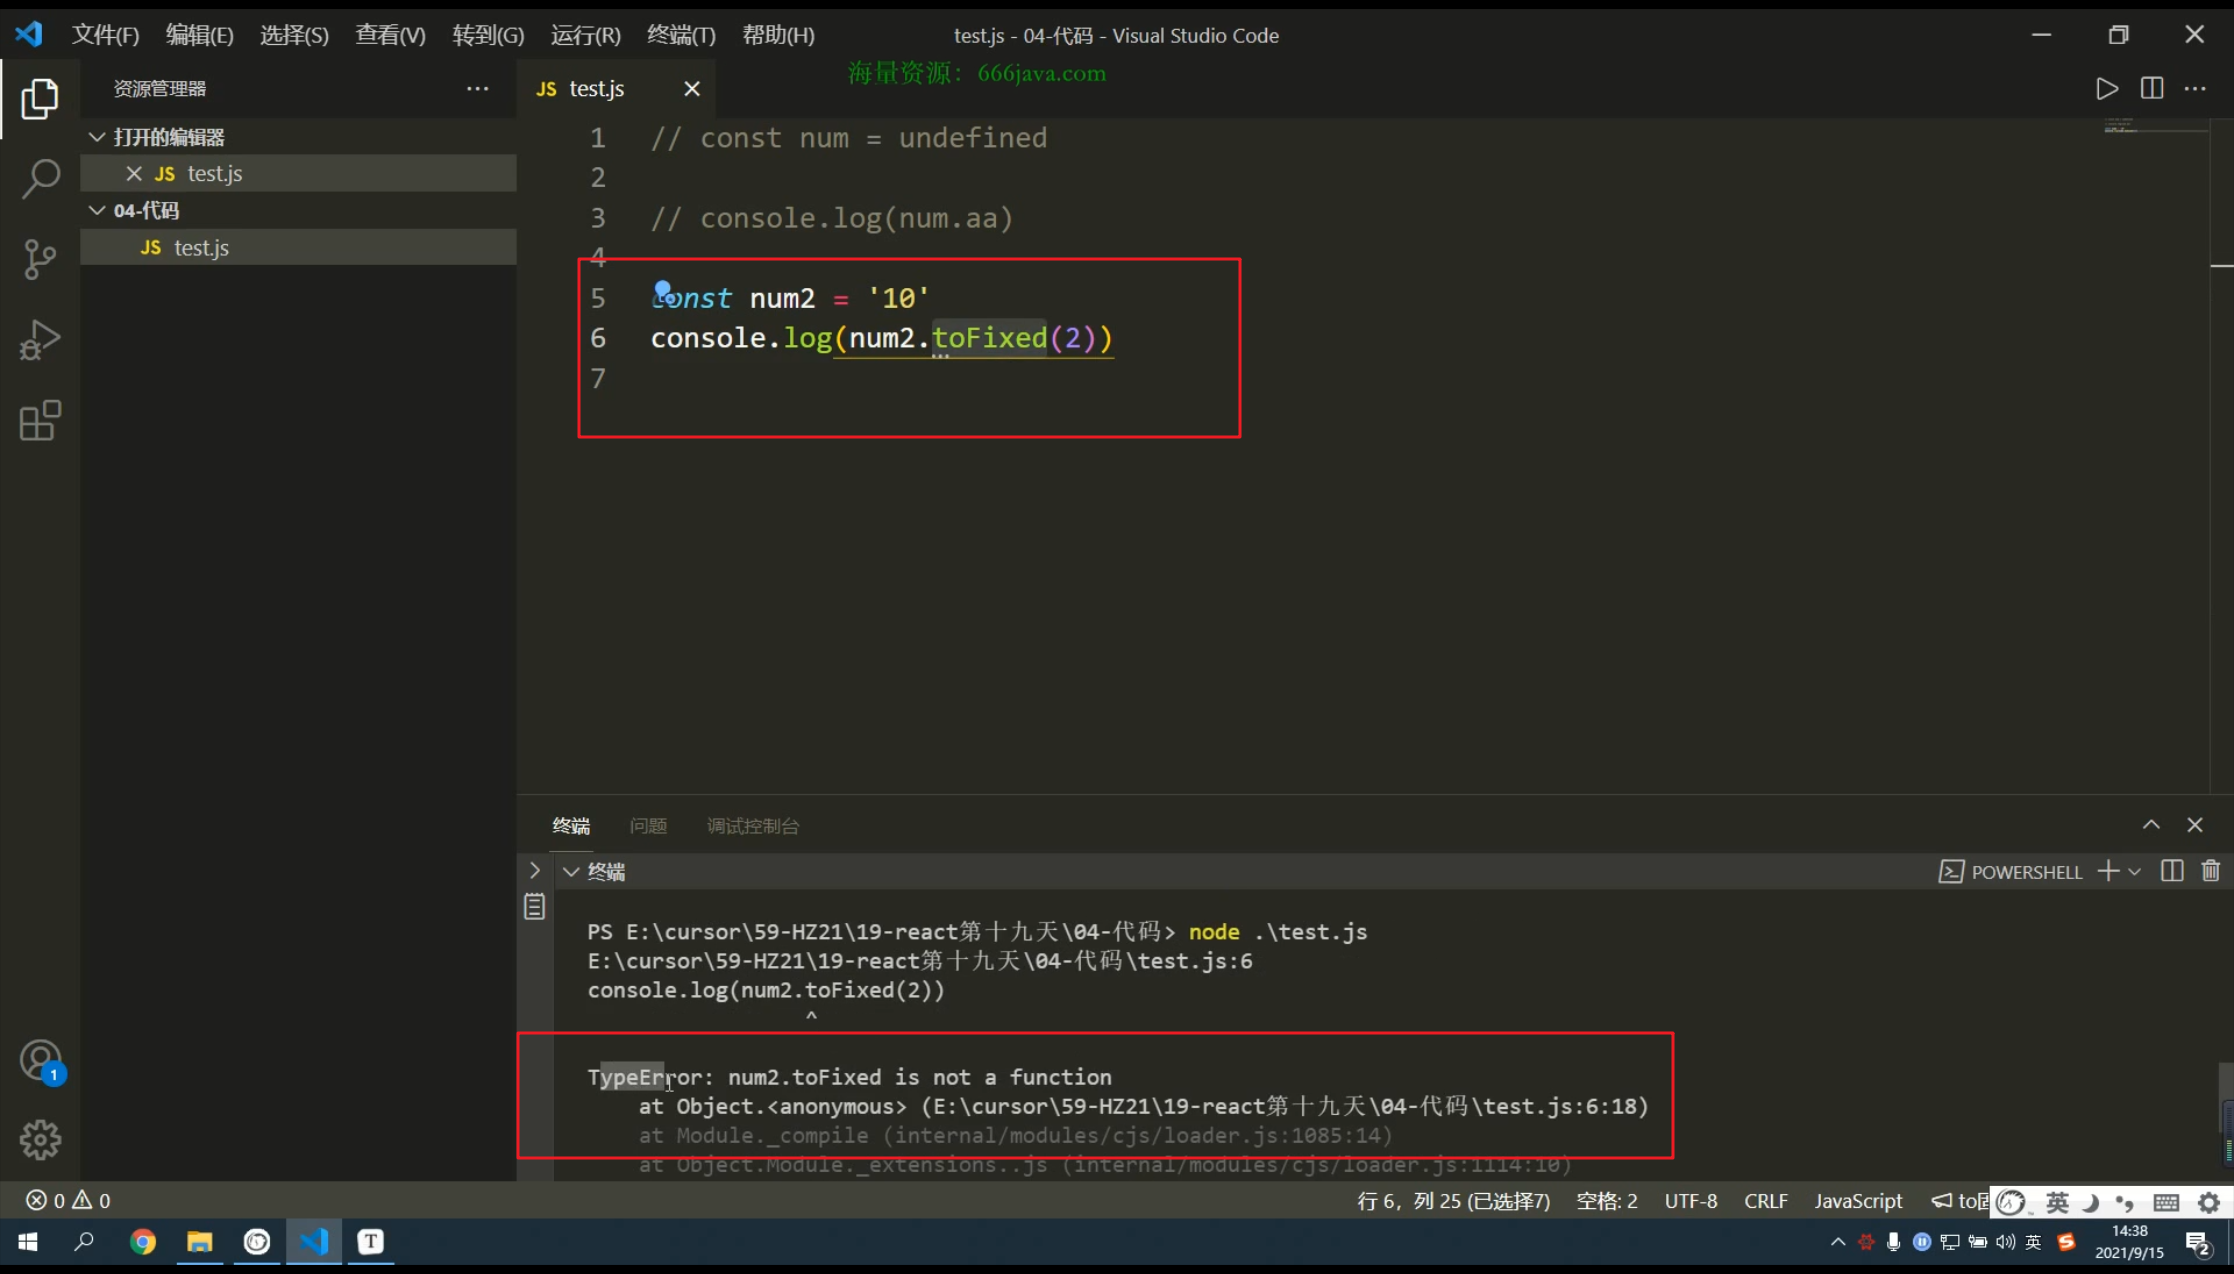 文件(F) 编辑(E) 选择(S) 查看(V) 转到(G) 运行(R) 终端(T) 帮助(H) test.js - 04-代码 - Visual Studio Code
海量资源：666java.com
资源管理器 ··· JS test.js
打开的编辑器
JS test.js
04-代码
JS test.js
1 // const num = undefined
2
3 // console.log(num.aa)
4
5 const num2 = '10'
6 console.log(num2.toFixed(2))
7
终端 问题 调试控制台
终端 POWERSHELL
PS E:\cursor\59-HZ21\19-react第十九天\04-代码> node .\test.js
E:\cursor\59-HZ21\19-react第十九天\04-代码\test.js:6
console.log(num2.toFixed(2))
^
TypeError: num2.toFixed is not a function
at Object.<anonymous> (E:\cursor\59-HZ21\19-react第十九天\04-代码\test.js:6:18)
at Module._compile (internal/modules/cjs/loader.js:1085:14)
at Object.Module._extensions..js (internal/modules/cjs/loader.js:1114:10)
1
0 0 行 6，列 25 (已选择7) 空格: 2 UTF-8 CRLF JavaScript 英
T 英 14:38
2021/9/15 2